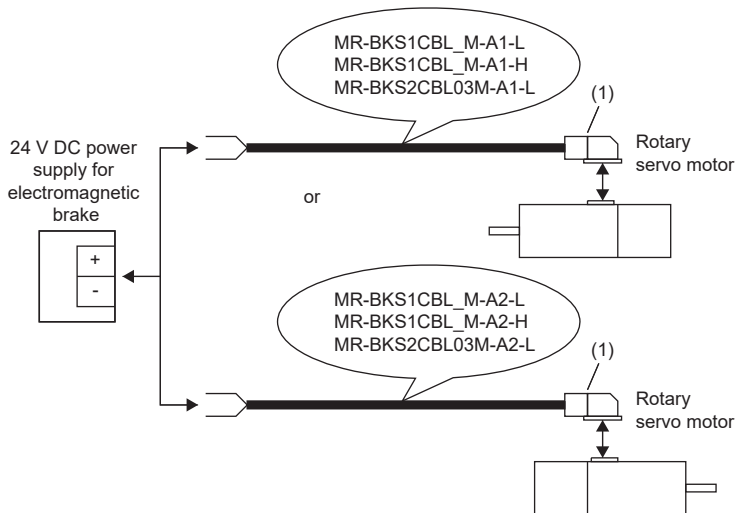 MR-BKS1CBL_M-A1-L
MR-BKS1CBL_M-A1-H
MR-BKS2CBL03M-A1-L
(1)
24 V DC power
supply for
electromagnetic
brake
Rotary
servo motor
or
+
-
MR-BKS1CBL_M-A2-L
MR-BKS1CBL_M-A2-H
MR-BKS2CBL03M-A2-L
(1)
Rotary
servo motor